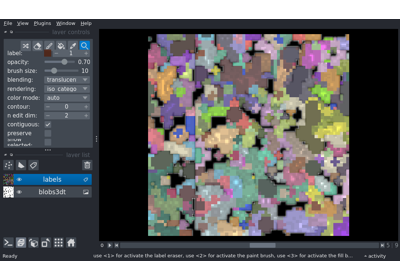 File View Plugins Window Help
layer controls
label: 1
opacity: 0.70
brush size: 10
blending: translucen
rendering: iso_catego
color mode: auto
contour: 0
n edit dim: 2
contiguous:
preserve
selected:
layer list
labels
blobs3dt
Ready
use <1> for activate the label eraser, use <2> for activate the paint brush, use <3> for activate the fill b...
activity